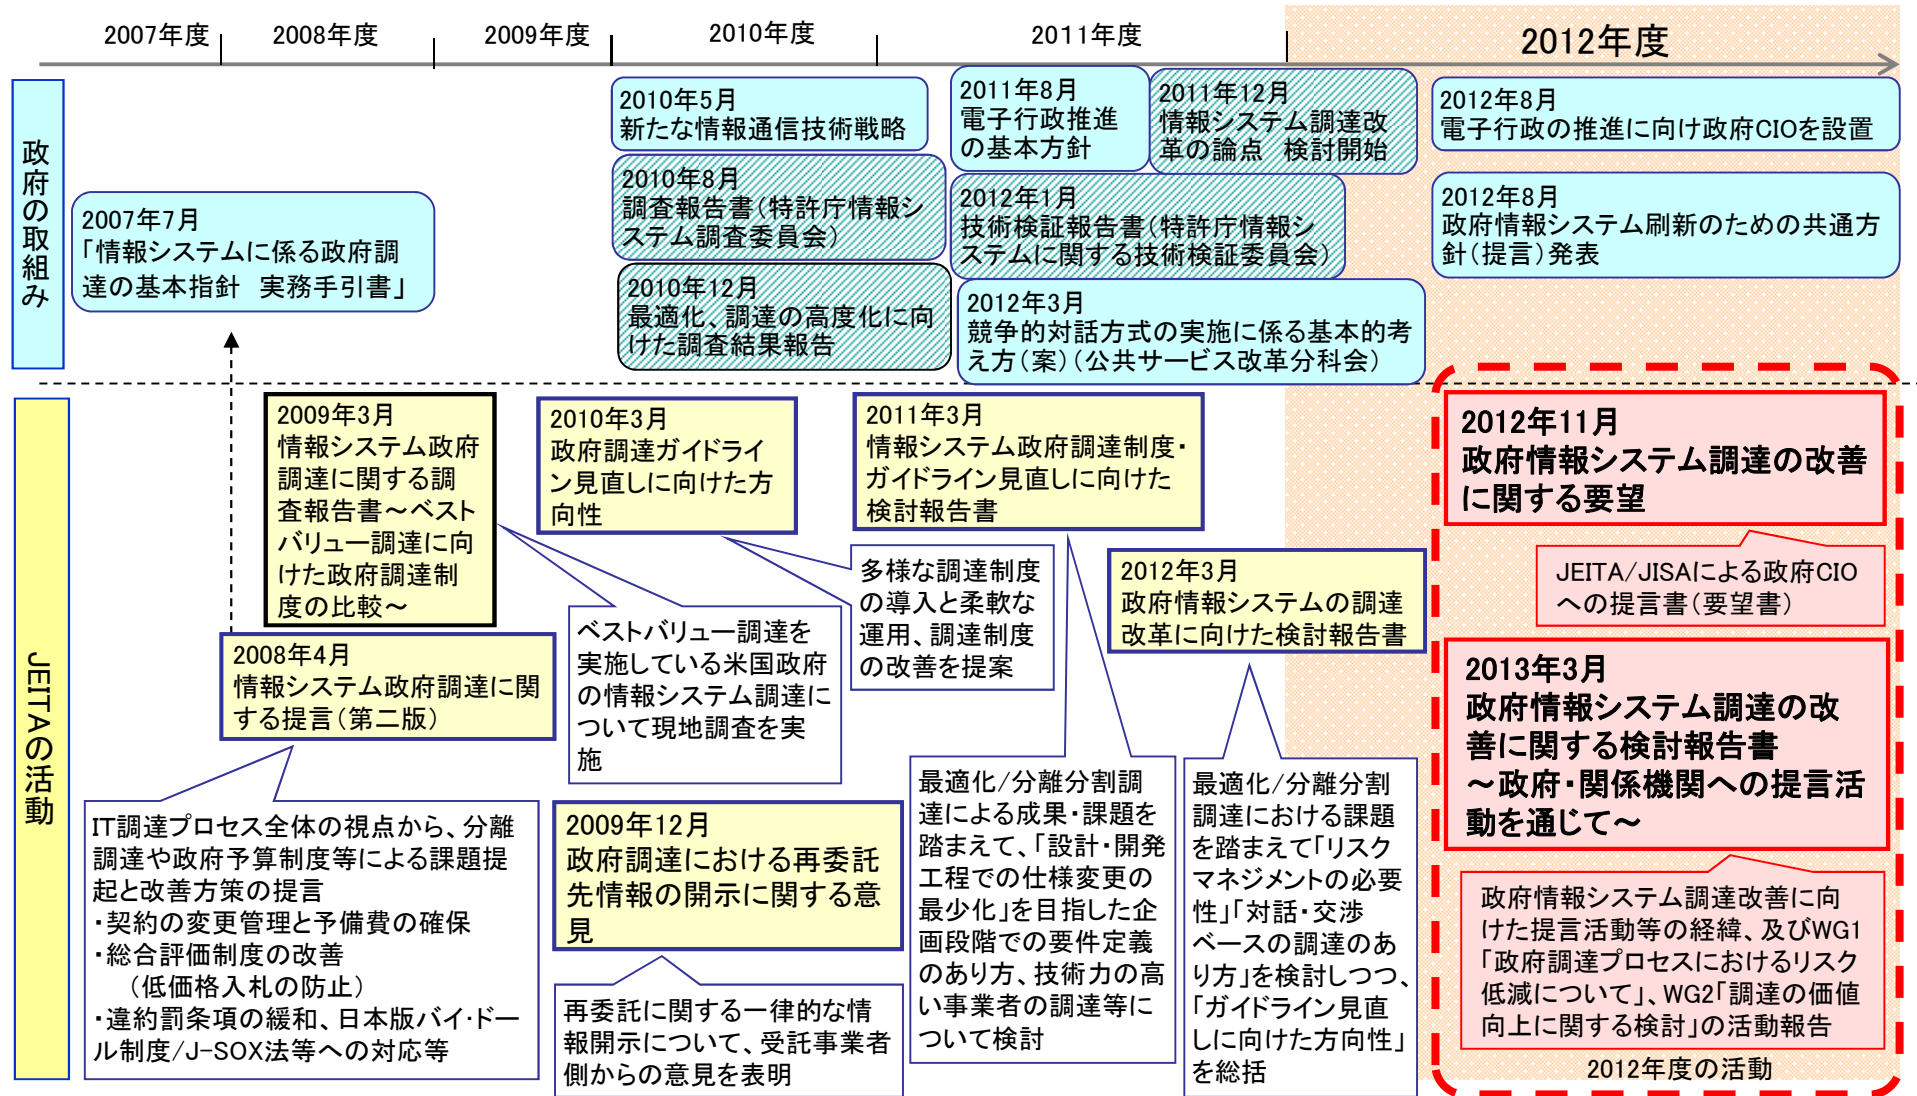 2007年度
2008年度
2009年度
2010年度
2011年度
2012年度
政府の取組み
2007年7月
「情報システムに係る政府調
達の基本指針　実務手引書」
2010年5月
新たな情報通信技術戦略
2010年8月
調査報告書（特許庁情報シ
ステム調査委員会）
2010年12月
最適化、調達の高度化に向
けた調査結果報告
2011年8月
電子行政推進
の基本方針
2011年12月
情報システム調達改
革の論点　検討開始
2012年1月
技術検証報告書（特許庁情報シ
ステムに関する技術検証委員会）
2012年3月
競争的対話方式の実施に係る基本的考
え方（案）（公共サービス改革分科会）
2012年8月
電子行政の推進に向け政府CIOを設置
2012年8月
政府情報システム刷新のための共通方
針（提言）発表
JEITAの活動
2009年3月
情報システム政府
調達に関する調
査報告書～ベスト
バリュー調達に向
けた政府調達制
度の比較～
2008年4月
情報システム政府調達に関
する提言（第二版）
IT調達プロセス全体の視点から、分離
調達や政府予算制度等による課題提
起と改善方策の提言
・契約の変更管理と予備費の確保
・総合評価制度の改善
（低価格入札の防止）
・違約罰条項の緩和、日本版バイ・ドー
ル制度/J-SOX法等への対応等
2010年3月
政府調達ガイドライ
ン見直しに向けた方
向性
ベストバリュー調達を
実施している米国政府
の情報システム調達に
ついて現地調査を実
施
2009年12月
政府調達における再委託
先情報の開示に関する意
見
再委託に関する一律的な情
報開示について、受託事業者
側からの意見を表明
2011年3月
情報システム政府調達制度・
ガイドライン見直しに向けた
検討報告書
多様な調達制度
の導入と柔軟な
運用、調達制度
の改善を提案
最適化/分離分割調
達による成果・課題を
踏まえて、「設計・開発
工程での仕様変更の
最少化」を目指した企
画段階での要件定義
のあり方、技術力の高
い事業者の調達等に
ついて検討
2012年3月
政府情報システムの調達
改革に向けた検討報告書
最適化/分離分割
調達における課題
を踏まえて「リスク
マネジメントの必要
性」「対話・交渉
ベースの調達のあ
り方」を検討しつつ、
「ガイドライン見直
しに向けた方向性」
を総括
2012年11月
政府情報システム調達の改善
に関する要望
JEITA/JISAによる政府CIO
への提言書（要望書）
2013年3月
政府情報システム調達の改
善に関する検討報告書
～政府・関係機関への提言活
動を通じて～
政府情報システム調達改善に向
けた提言活動等の経緯、及びWG1
「政府調達プロセスにおけるリスク
低減について」、WG2「調達の価値
向上に関する検討」の活動報告
2012年度の活動